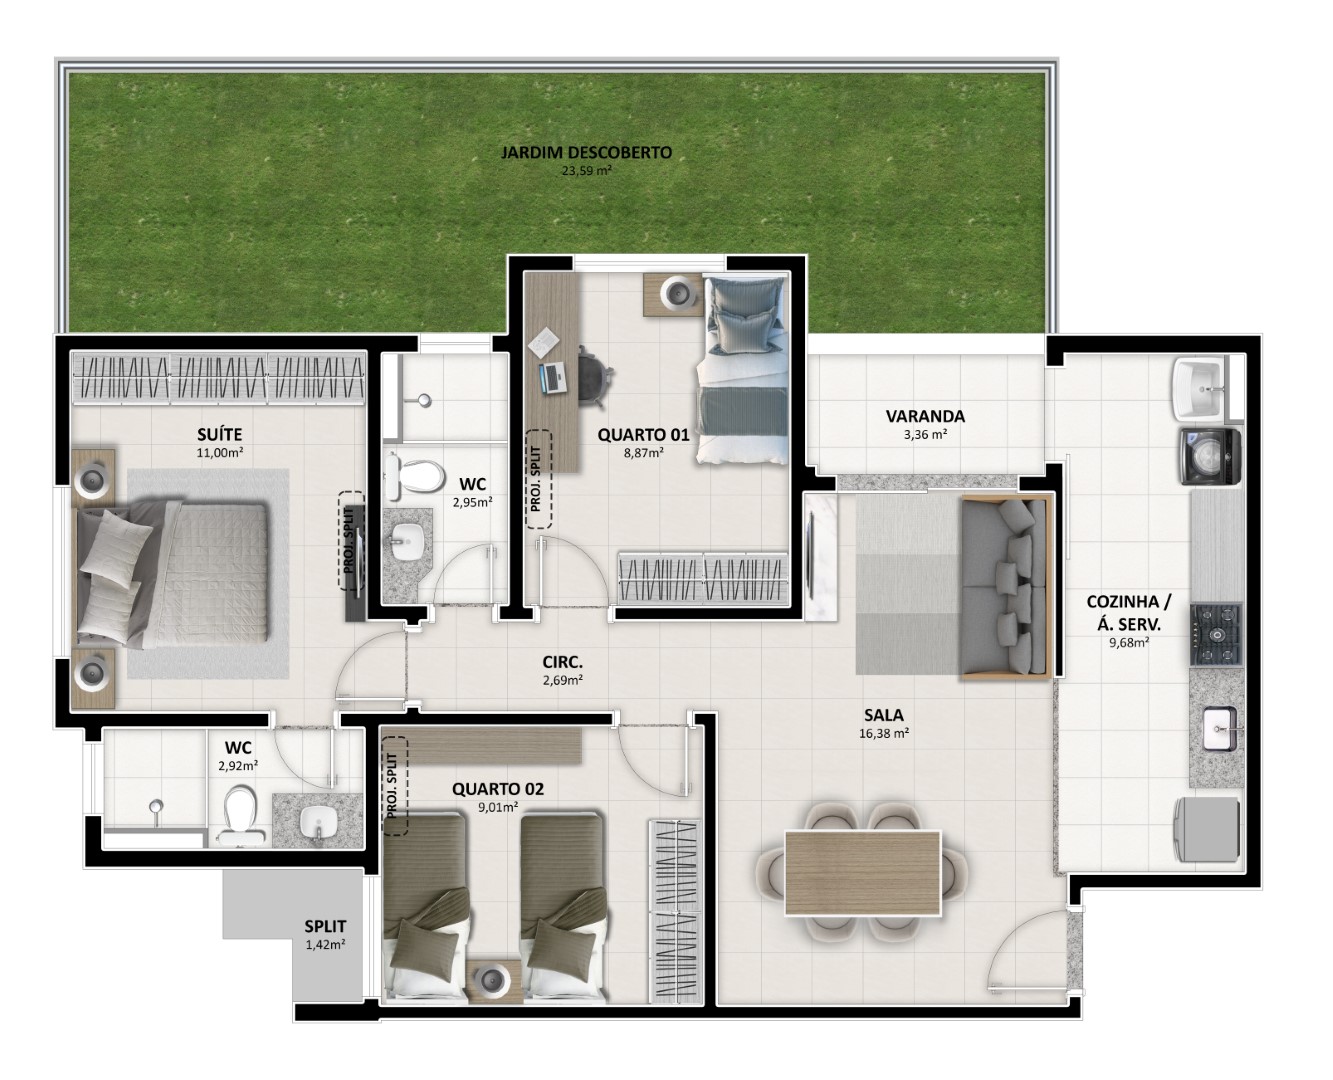 JARDIM DESCOBERTO
23,59 m²
SUÍTE
11,00m²
PROJ. SPLIT
WC
2,95m²
PROJ. SPLIT
QUARTO 01
8,87m²
VARANDA
3,36 m²
COZINHA /
Á. SERV.
9,68m²
CIRC.
2,69m²
SALA
16,38 m²
WC
2,92m²
PROJ. SPLIT
QUARTO 02
9,01m²
SPLIT
1,42m²